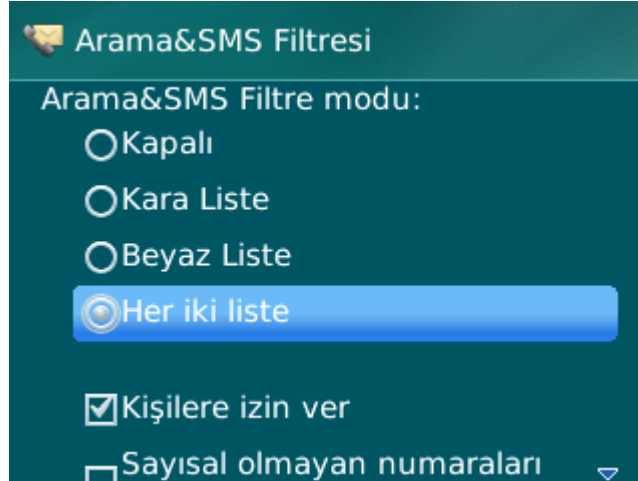 Arama&SMS Filtresi
Arama&SMS Filtre modu:
Kapalı
Kara Liste
Beyaz Liste
Her iki liste
Kişilere izin ver
Sayısal olmayan numaraları